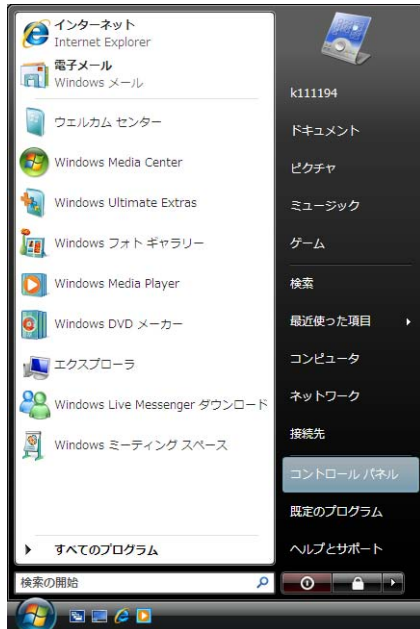 インターネット
Internet Explorer
電子メール
Windows メール
ウェルカム センター
Windows Media Center
Windows Ultimate Extras
Windows フォト ギャラリー
Windows Media Player
Windows DVD メーカー
エクスプローラ
Windows Live Messenger ダウンロード
Windows ミーティング スペース
すべてのプログラム
検索の開始
k111194
ドキュメント
ピクチャ
ミュージック
ゲーム
検索
最近使った項目
コンピュータ
ネットワーク
接続先
コントロール パネル
既定のプログラム
ヘルプとサポート